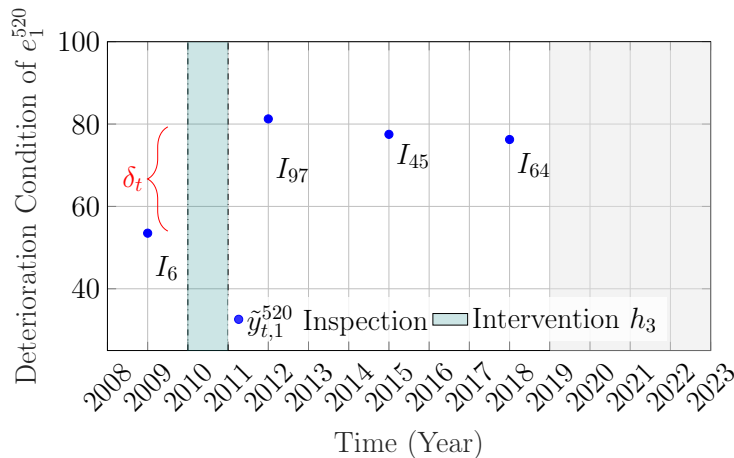 Deterioration Condition of $e_1^{520}$
100
80
60
40
δ_t
I_6
I_97
I_45
I_64
ỹ_{t,1}^{520} Inspection
Intervention h_3
2008
2009
2010
2011
2012
2013
2014
2015
2016
2017
2018
2019
2020
2021
2022
2023
Time (Year)